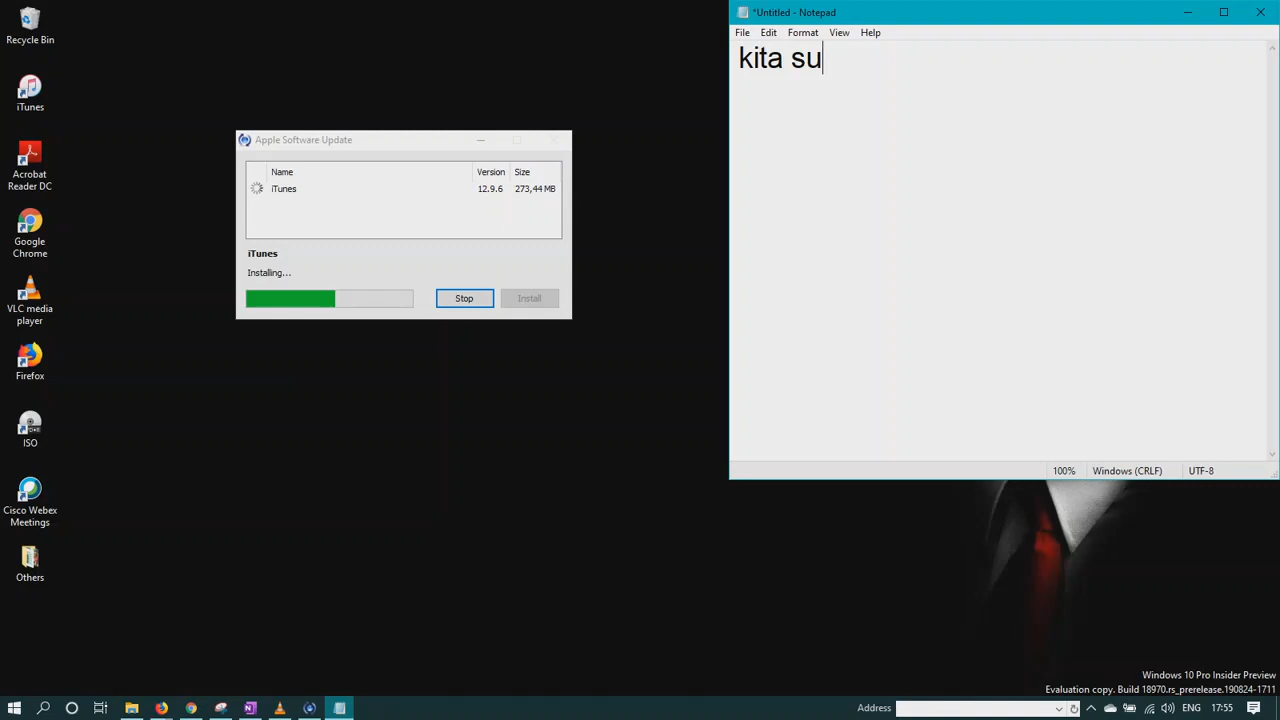 Recycle Bin
iTunes
Acrobat
Reader DC
Google
Chrome
VLC media
player
Firefox
ISO
Cisco Webex
Meetings
Others
Apple Software Update
Name Version Size
iTunes 12.9.6 273,44 MB
iTunes
Installing...
Stop Install
*Untitled - Notepad
File Edit Format View Help
kita su
100% Windows (CRLF) UTF-8
Windows 10 Pro Insider Preview
Evaluation copy. Build 18970.rs_prerelease.190824-1711
Address ENG 17:55